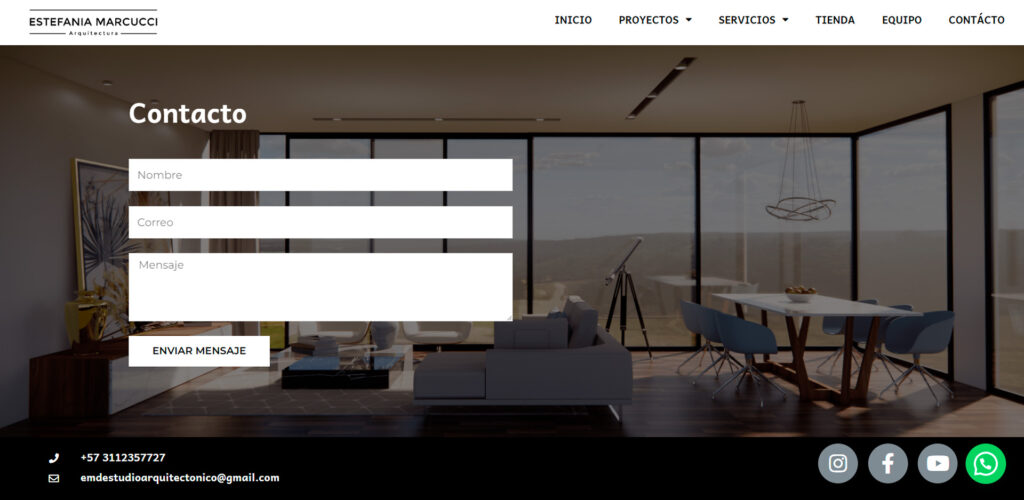 ESTEFANIA MARCUCCI
Arquitectura
INICIO PROYECTOS SERVICIOS TIENDA EQUIPO CONTÁCTO
Contacto
Nombre
Correo
Mensaje
ENVIAR MENSAJE
+57 3112357727
emdestudioarquitectonico@gmail.com